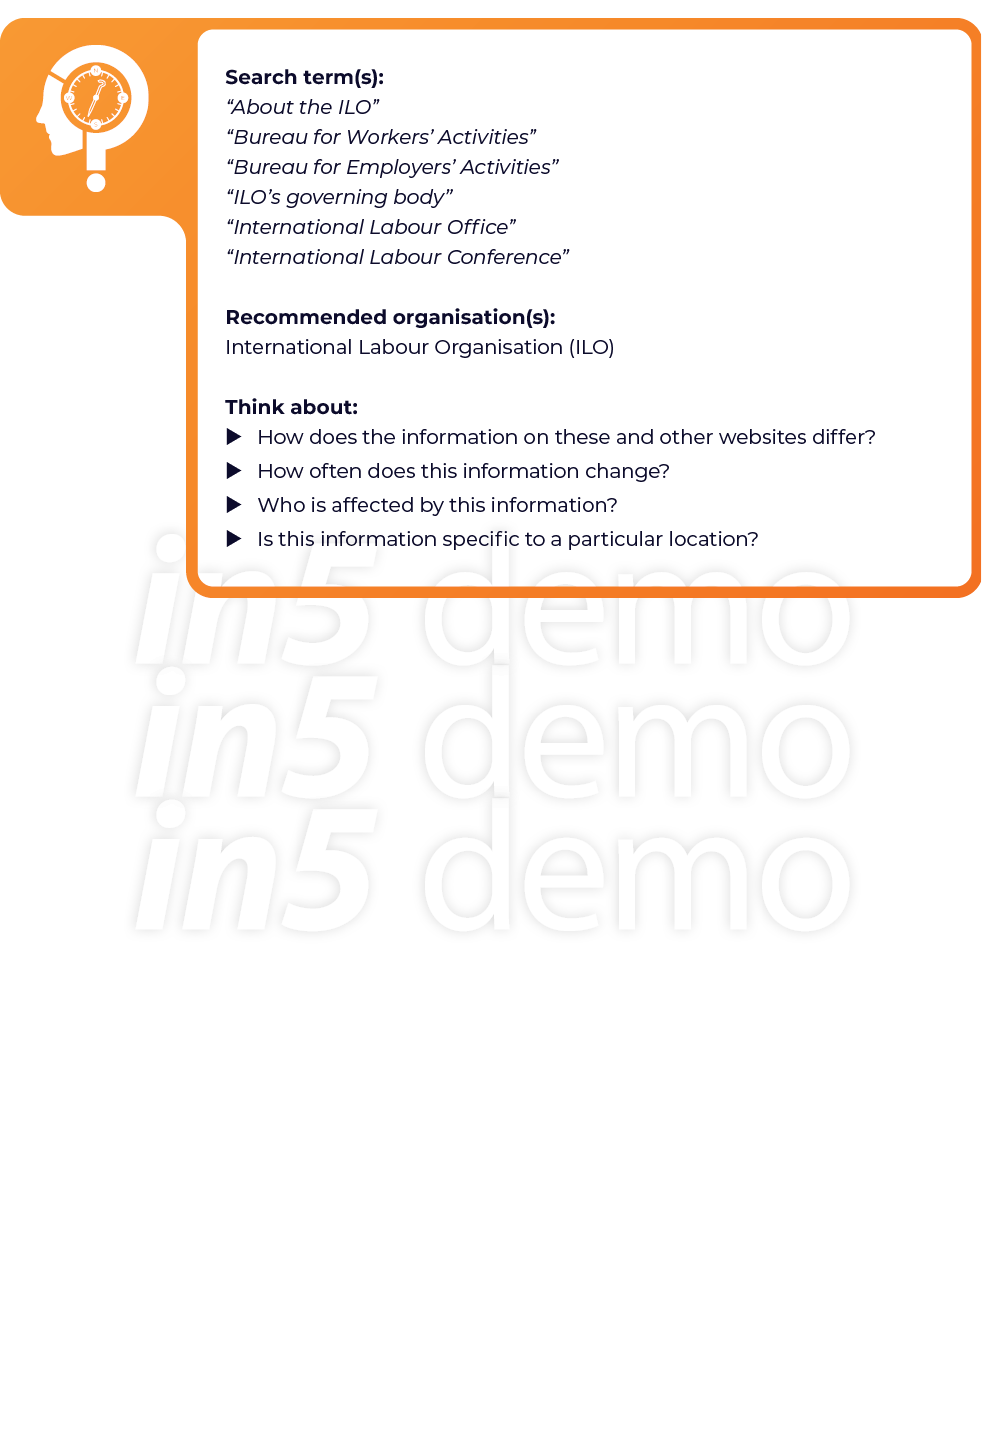 Search term(s):
“About the ILO”
“Bureau for Workers’ Activities”
“Bureau for Employers’ Activities”
“ILO’s governing body”
“International Labour Office”
“International Labour Conference”
Recommended organisation(s):
International Labour Organisation (ILO)
Think about:
▶ How does the information on these and other websites differ?
▶ How often does this information change?
▶ Who is affected by this information?
▶ Is this information specific to a particular location?
in5 demo
in5 demo
in5 demo